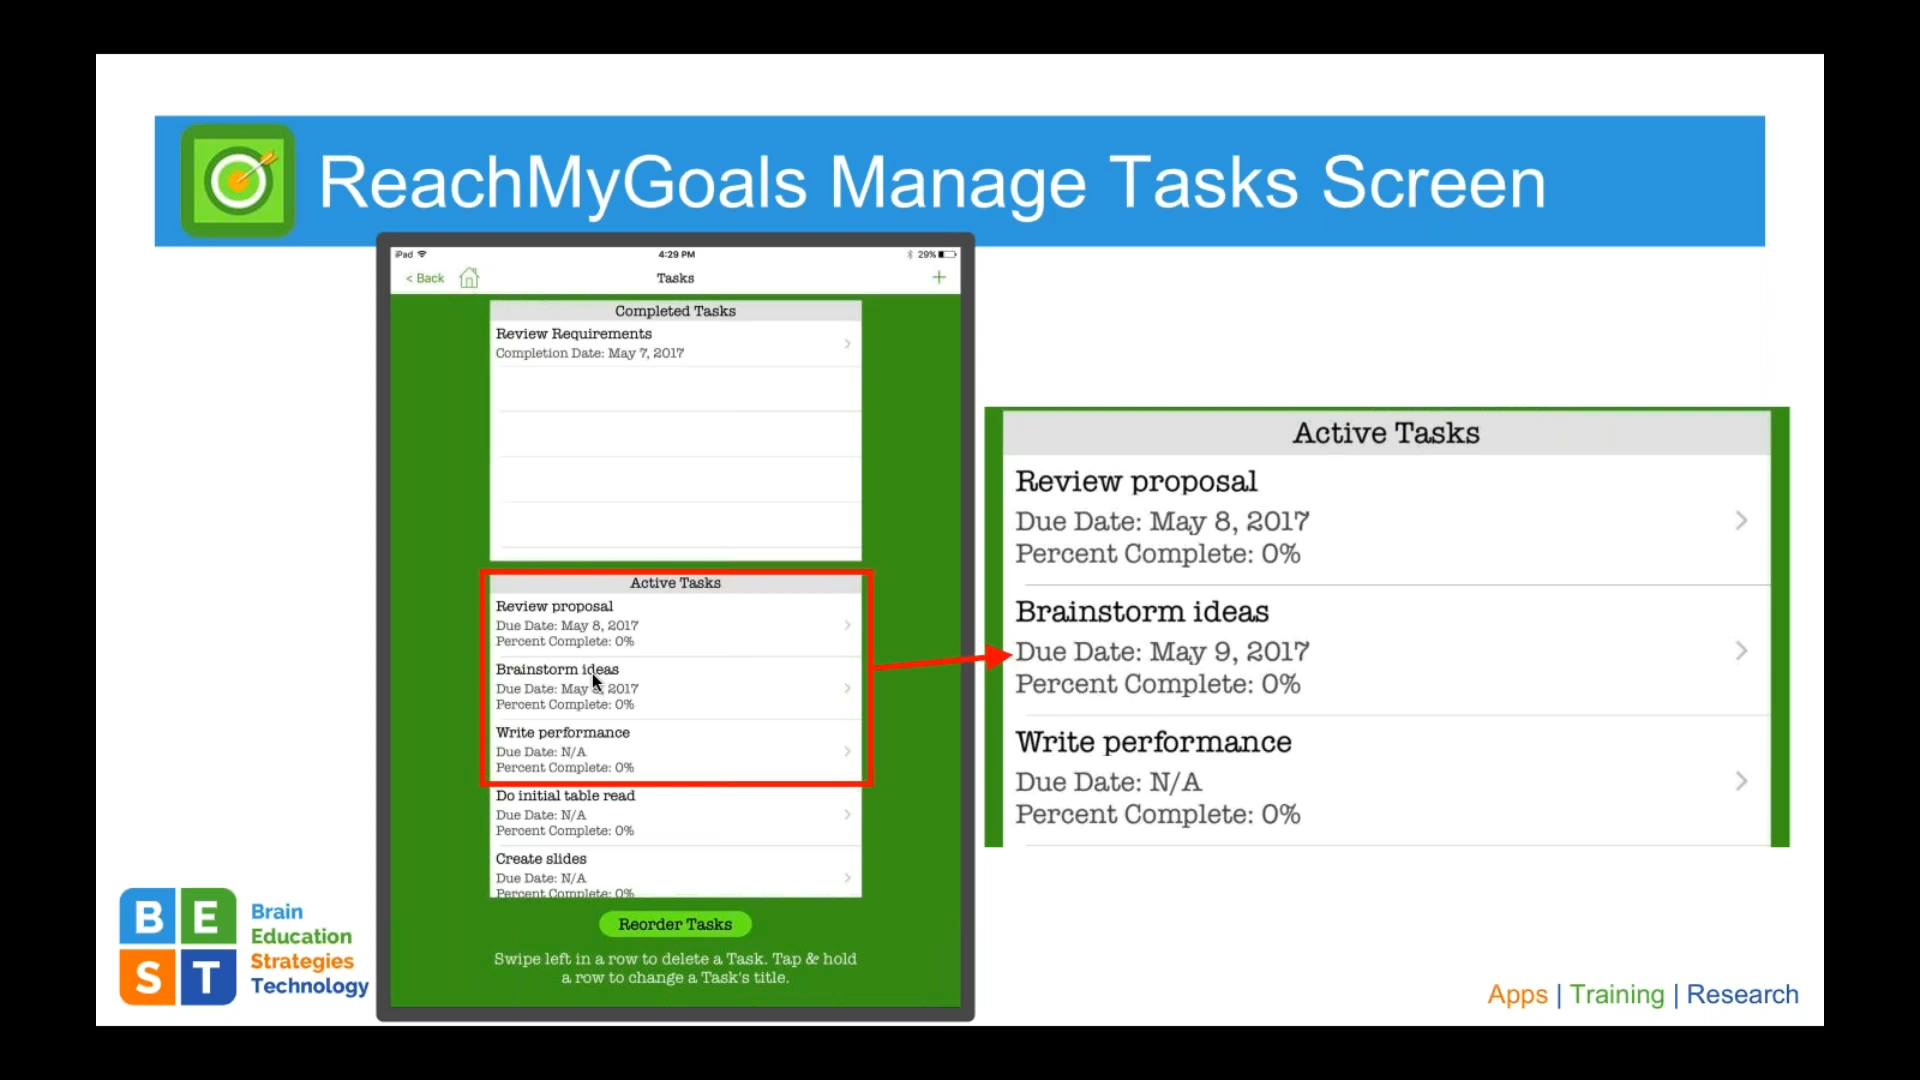 ReachMyGoals Manage Tasks Screen
iPad 4:29 PM 29%
< Back Tasks +
Completed Tasks
Review Requirements
Completion Date: May 7, 2017
Active Tasks
Review proposal
Due Date: May 8, 2017
Percent Complete: 0%
Brainstorm ideas
Due Date: May 9, 2017
Percent Complete: 0%
Write performance
Due Date: N/A
Percent Complete: 0%
Do initial table read
Due Date: N/A
Percent Complete: 0%
Create slides
Due Date: N/A
Percent Complete: 0%
Reorder Tasks
Swipe left in a row to delete a Task. Tap & hold
a row to change a Task's title.
Active Tasks
Review proposal
Due Date: May 8, 2017
Percent Complete: 0%
Brainstorm ideas
Due Date: May 9, 2017
Percent Complete: 0%
Write performance
Due Date: N/A
Percent Complete: 0%
B E
S T
Brain
Education
Strategies
Technology
Apps | Training | Research